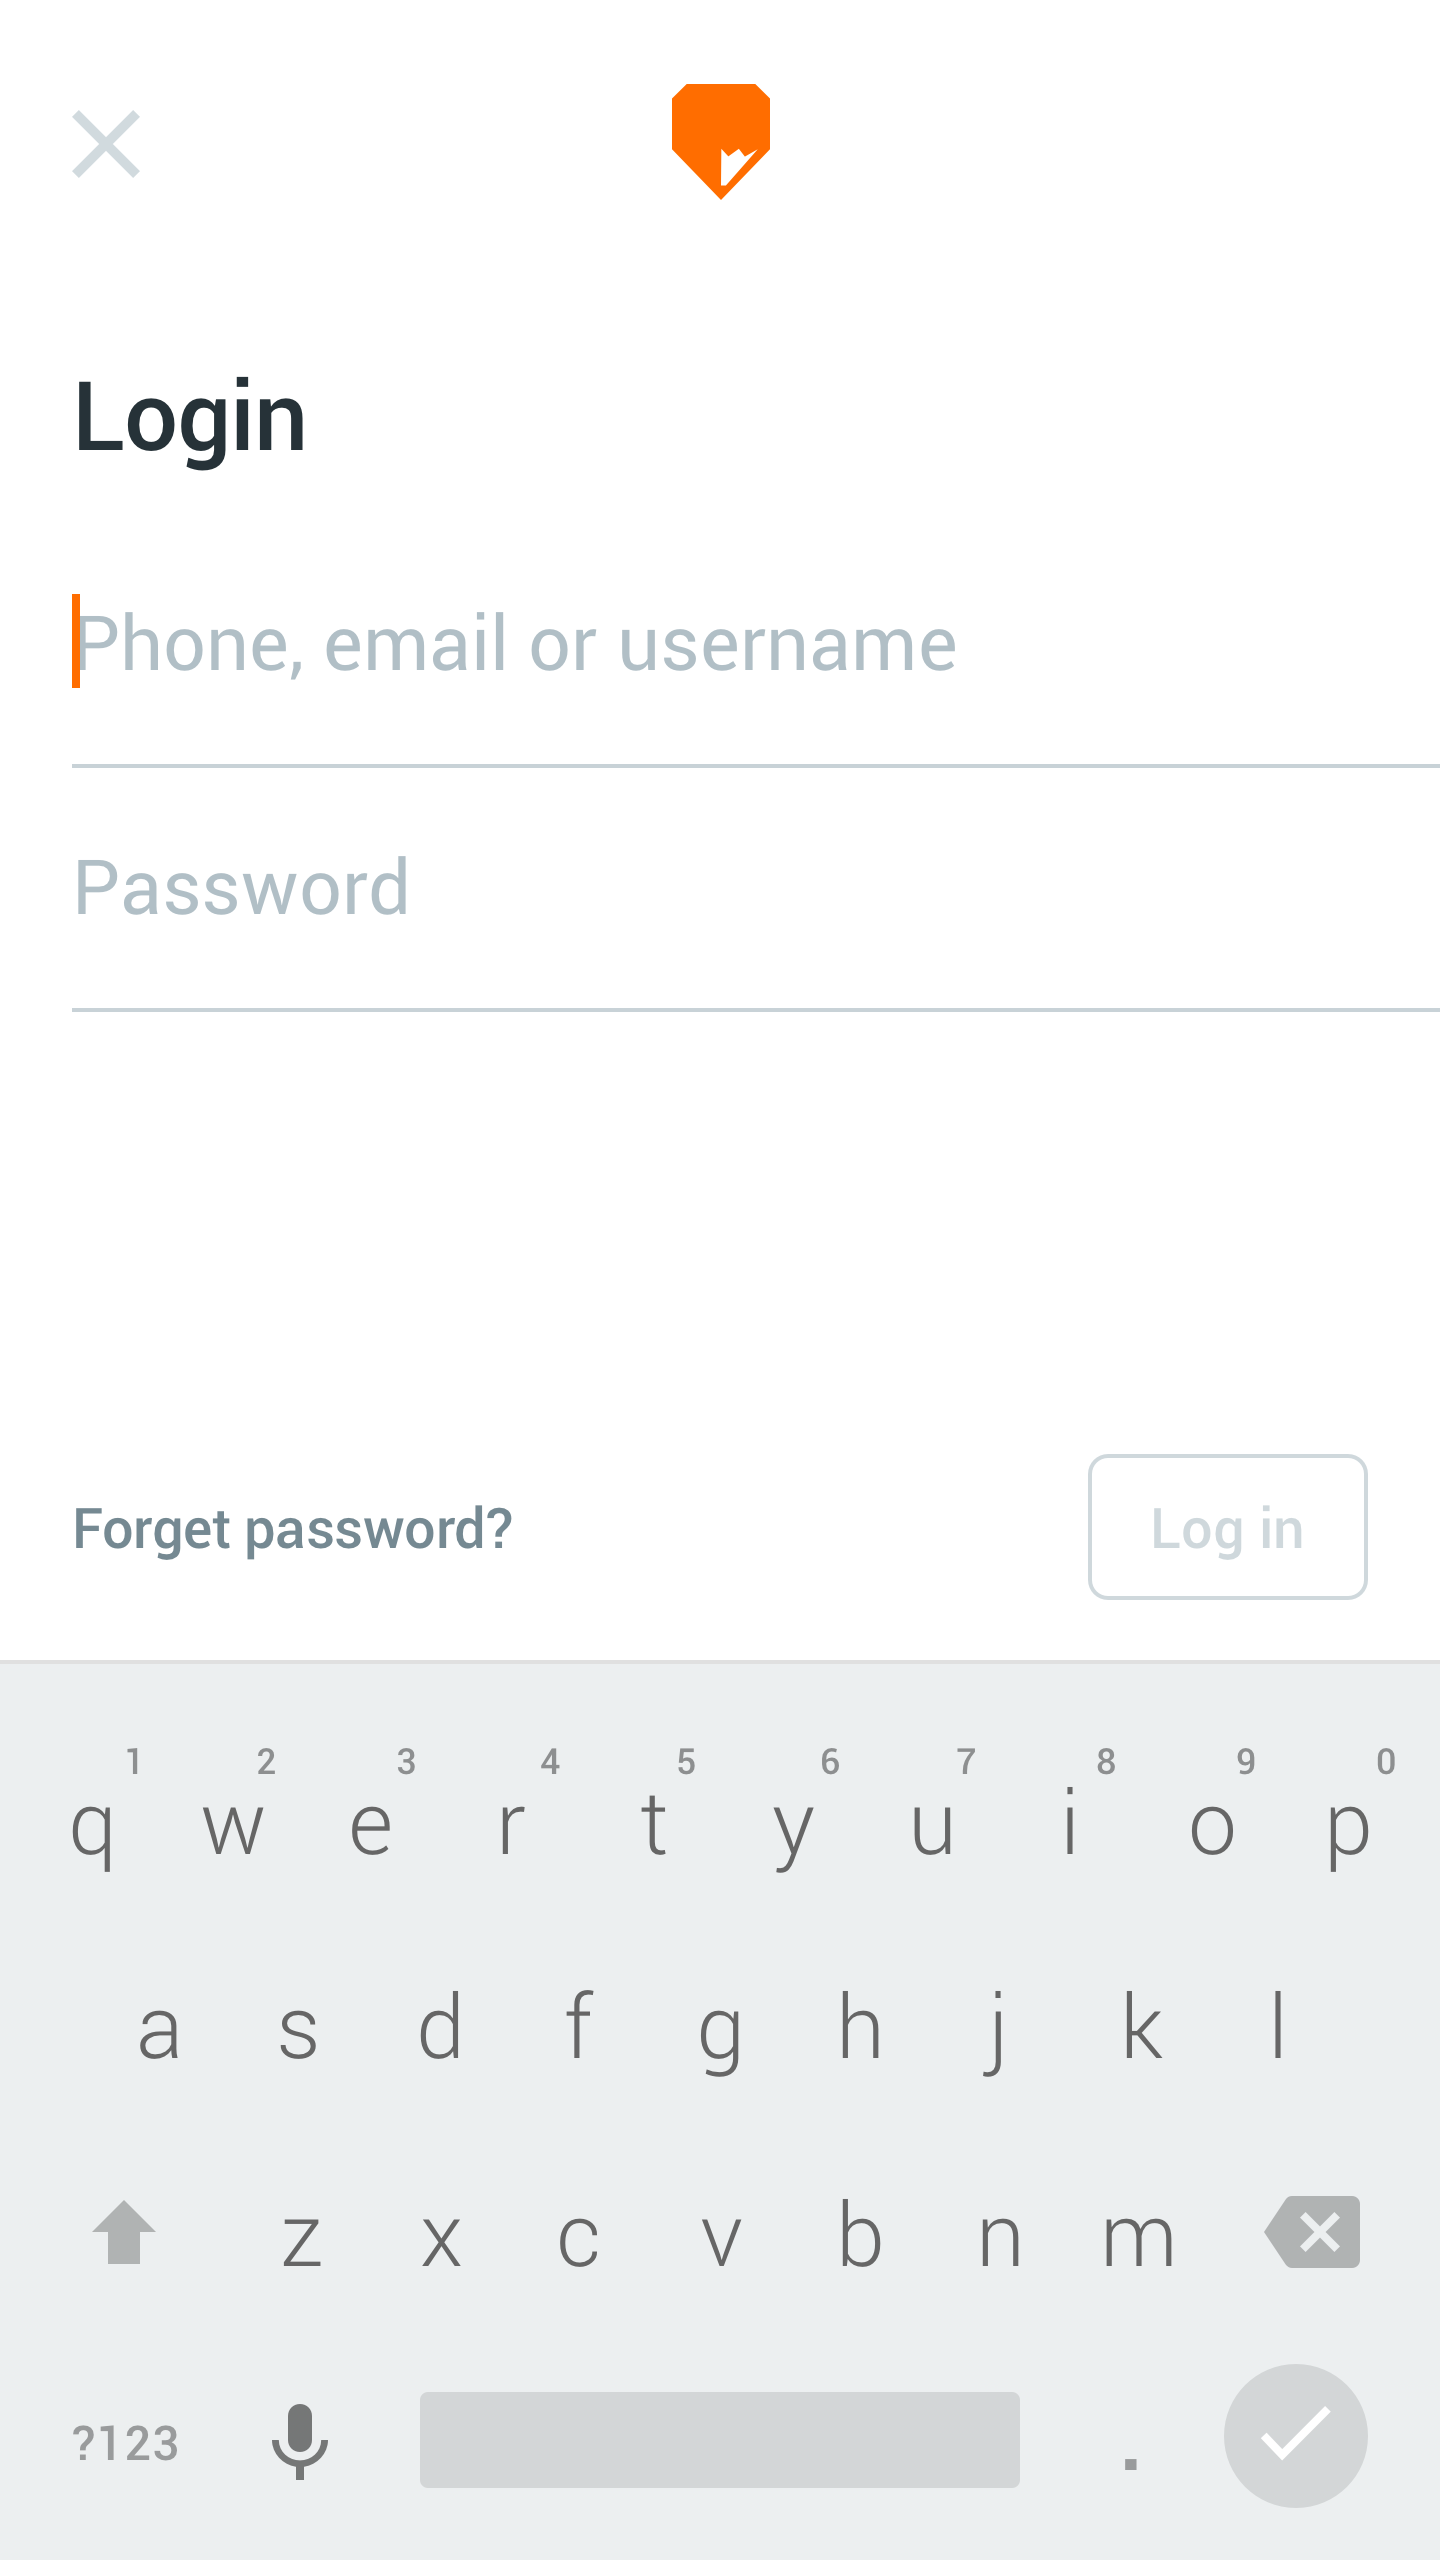 Login
Phone, email or username
Password
Forget password?
Log in
1 2 3 4 5 6 7 8 9 0
q w e r t y u i o p
a s d f g h j k l
z x c v b n m
?123 .